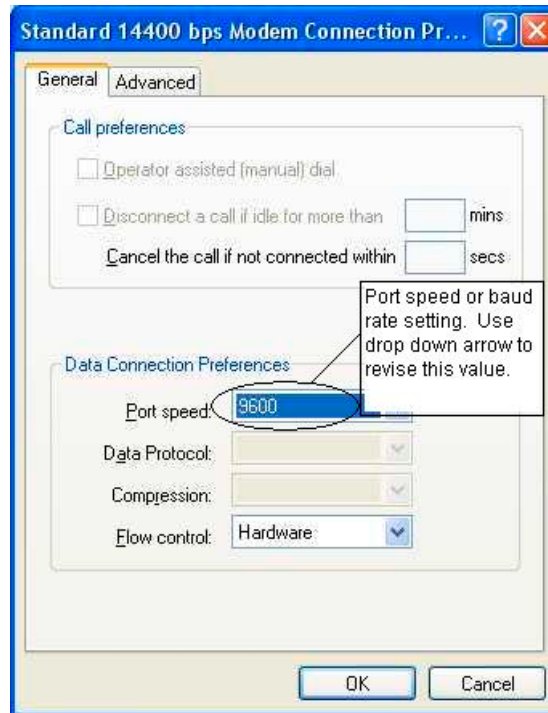 Standard 14400 bps Modem Connection Pr...
General Advanced
Call preferences
Operator assisted (manual) dial
Disconnect a call if idle for more than mins
Cancel the call if not connected within secs
Port speed or baud
rate setting. Use
drop down arrow to
revise this value.
Data Connection Preferences
Port speed: 9600
Data Protocol:
Compression:
Flow control: Hardware
OK Cancel